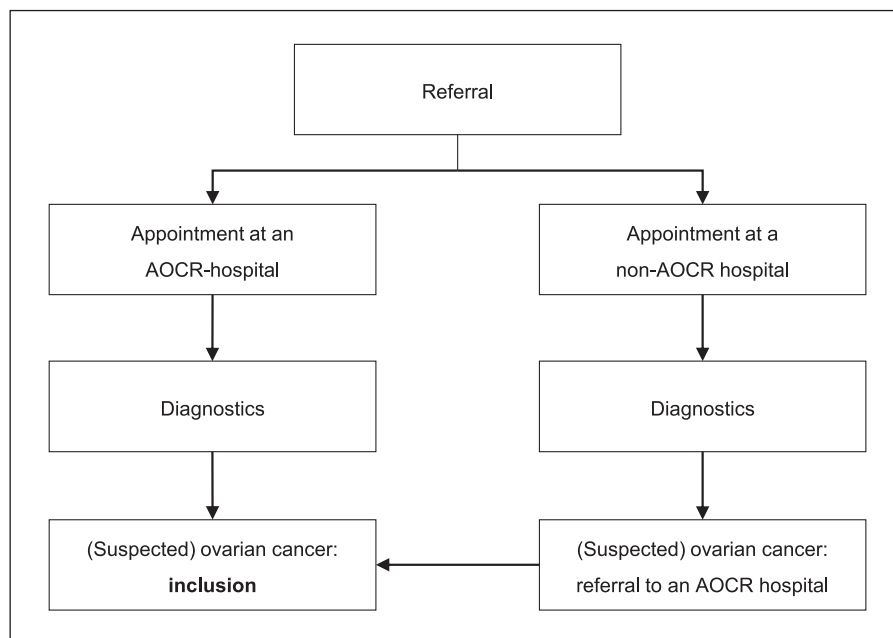 Referral
Appointment at an
AOCR-hospital
Appointment at a
non-AOCR hospital
Diagnostics
Diagnostics
(Suspected) ovarian cancer:
inclusion
(Suspected) ovarian cancer:
referral to an AOCR hospital